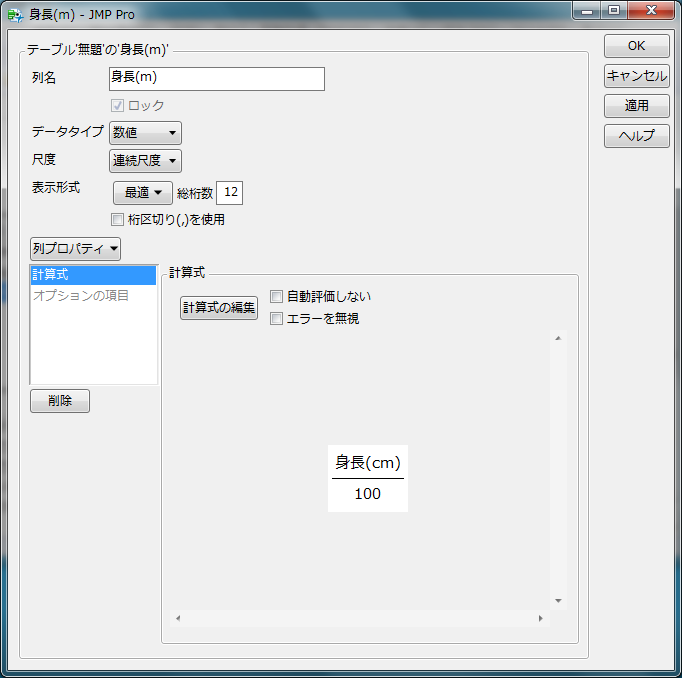 身長(m) - JMP Pro
テーブル'無題'の'身長(m)'
OK
列名
身長(m)
キャンセル
ロック
適用
データタイプ
数値
ヘルプ
尺度
連続尺度
表示形式
最適
総桁数
12
桁区切り(,)を使用
列プロパティ
計算式
オプションの項目
削除
計算式
計算式の編集
自動評価しない
エラーを無視
身長(cm)
100